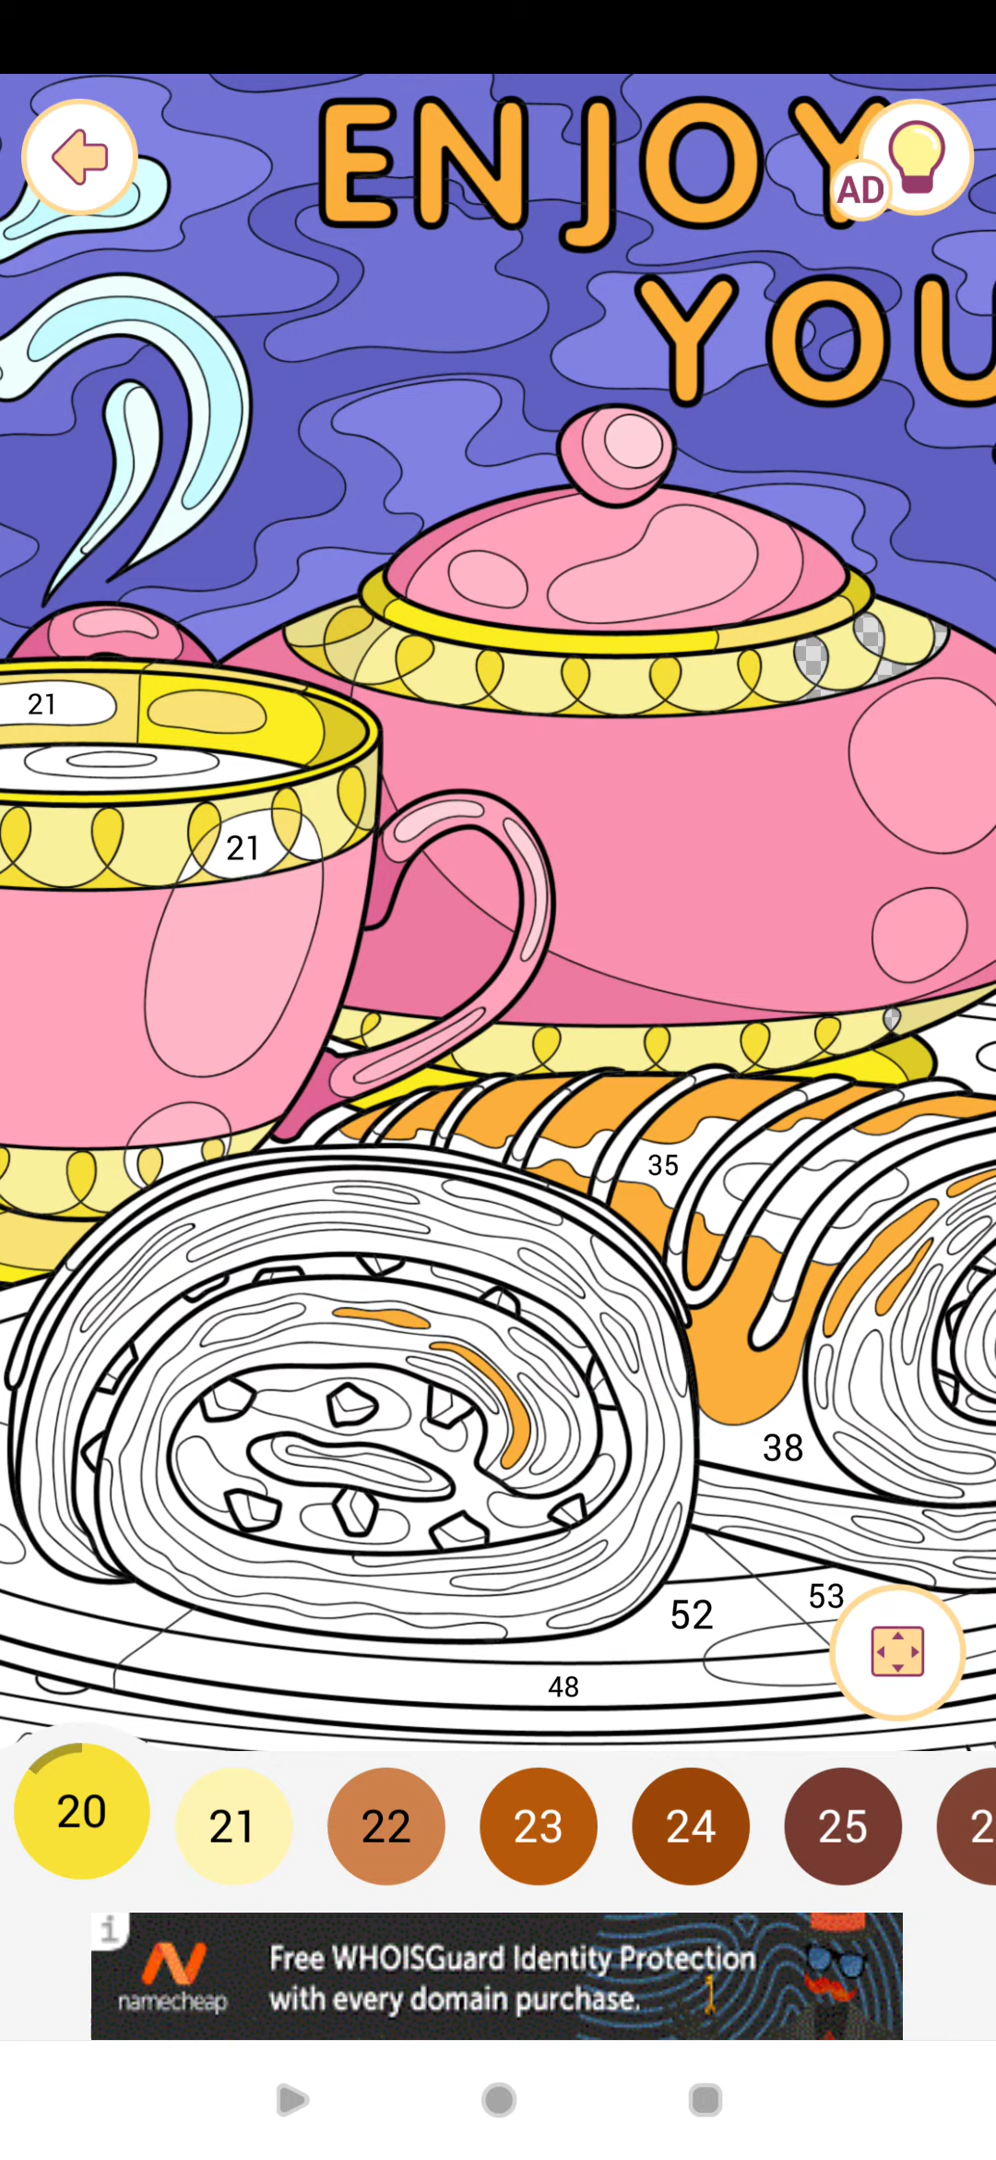 ENJOY
AD
YOU
21
21
35
38
53
52
48
20 21 22 23 24 25 2
i
Free WHOISGuard Identity Protection
namecheap
with every domain purchase.